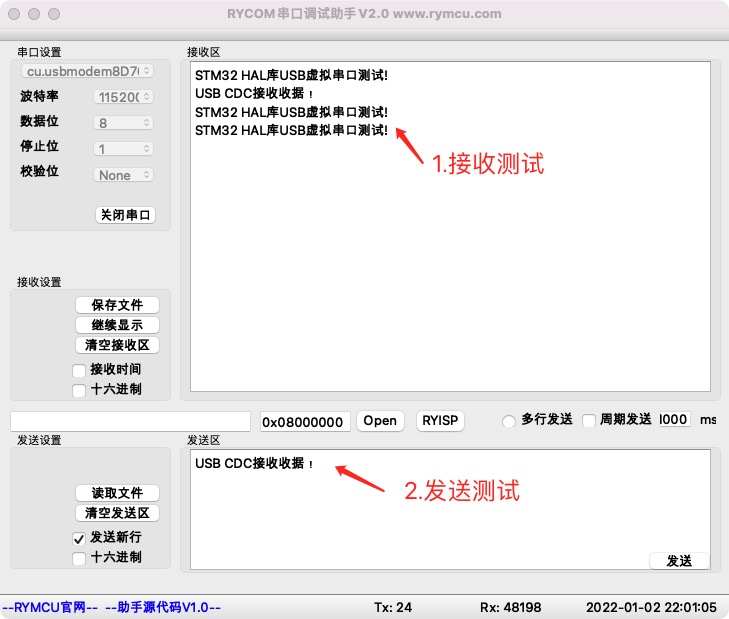 RYCOM串口调试助手V2.0 www.rymcu.com
串口设置
cu.usbmodem8D7
波特率 115200
数据位 8
停止位 1
校验位 None
关闭串口
接收区
STM32 HAL库USB虚拟串口测试!
USB CDC接收收据！
STM32 HAL库USB虚拟串口测试!
STM32 HAL库USB虚拟串口测试!
1.接收测试
接收设置
保存文件
继续显示
清空接收区
接收时间
十六进制
0x08000000 Open RYISP 多行发送 周期发送 1000 ms
发送设置
读取文件
清空发送区
发送新行
十六进制
发送区
USB CDC接收收据！
2.发送测试
发送
--RYMCU官网-- --助手源代码V1.0-- Tx: 24 Rx: 48198 2022-01-02 22:01:05